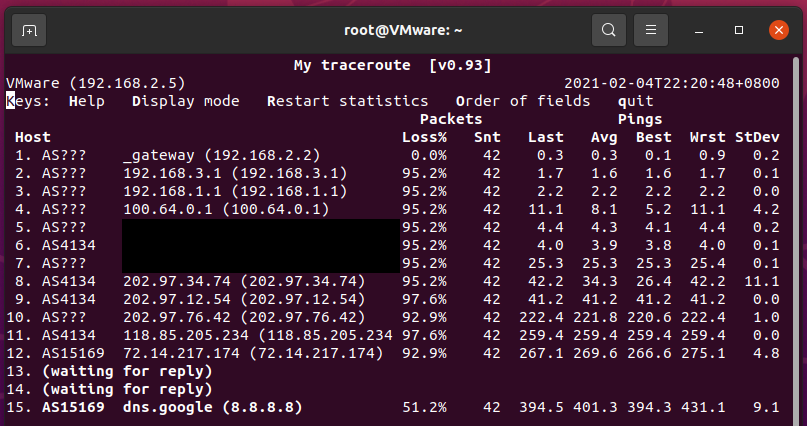 root@VMware: ~
My traceroute [v0.93]
VMware (192.168.2.5) 2021-02-04T22:20:48+0800
Keys: Help Display mode Restart statistics Order of fields quit
Packets Pings
Host Loss% Snt Last Avg Best Wrst StDev
1. AS??? _gateway (192.168.2.2) 0.0% 42 0.3 0.3 0.1 0.9 0.2
2. AS??? 192.168.3.1 (192.168.3.1) 95.2% 42 1.7 1.6 1.6 1.7 0.1
3. AS??? 192.168.1.1 (192.168.1.1) 95.2% 42 2.2 2.2 2.2 2.2 0.0
4. AS??? 100.64.0.1 (100.64.0.1) 95.2% 42 11.1 8.1 5.2 11.1 4.2
5. AS??? 95.2% 42 4.4 4.3 4.1 4.4 0.2
6. AS4134 95.2% 42 4.0 3.9 3.8 4.0 0.1
7. AS??? 95.2% 42 25.3 25.3 25.3 25.4 0.1
8. AS4134 202.97.34.74 (202.97.34.74) 95.2% 42 42.2 34.3 26.4 42.2 11.1
9. AS4134 202.97.12.54 (202.97.12.54) 97.6% 42 41.2 41.2 41.2 41.2 0.0
10. AS??? 202.97.76.42 (202.97.76.42) 92.9% 42 222.4 221.8 220.6 222.4 1.0
11. AS4134 118.85.205.234 (118.85.205.234 97.6% 42 259.4 259.4 259.4 259.4 0.0
12. AS15169 72.14.217.174 (72.14.217.174) 92.9% 42 267.1 269.6 266.6 275.1 4.8
13. (waiting for reply)
14. (waiting for reply)
15. AS15169 dns.google (8.8.8.8) 51.2% 42 394.5 401.3 394.3 431.1 9.1